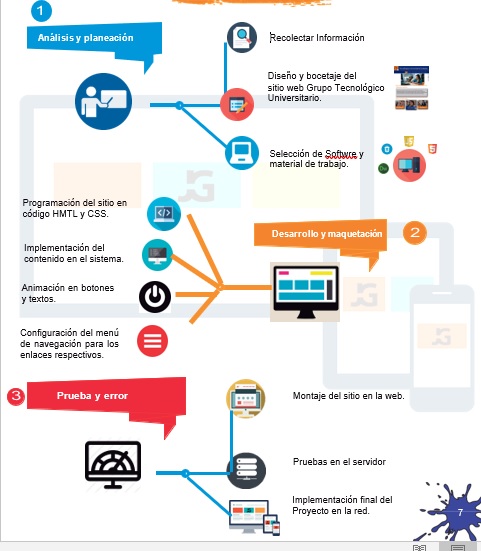 1
Análisis y planeación
Recolectar Información
Diseño y bocetaje del
sitio web Grupo Tecnológico
Universitario.
Selección de Softwre y
material de trabajo.
Programación del sitio en
código HMTL y CSS.
Implementación del
contenido en el sistema.
Animación en botones
y textos.
Configuración del menú
de navegación para los
enlaces respectivos.
Desarrollo y maquetación
2
3
Prueba y error
Montaje del sitio en la web.
Pruebas en el servidor
Implementación final del
Proyecto en la red.
7